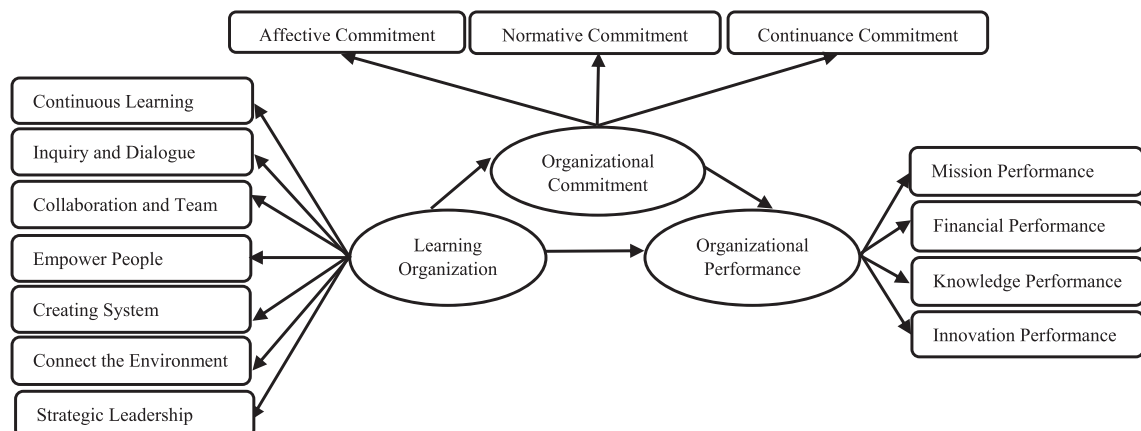 Affective Commitment
Normative Commitment
Continuance Commitment
Continuous Learning
Inquiry and Dialogue
Collaboration and Team
Empower People
Creating System
Connect the Environment
Strategic Leadership
Organizational
Commitment
Learning
Organization
Organizational
Performance
Mission Performance
Financial Performance
Knowledge Performance
Innovation Performance